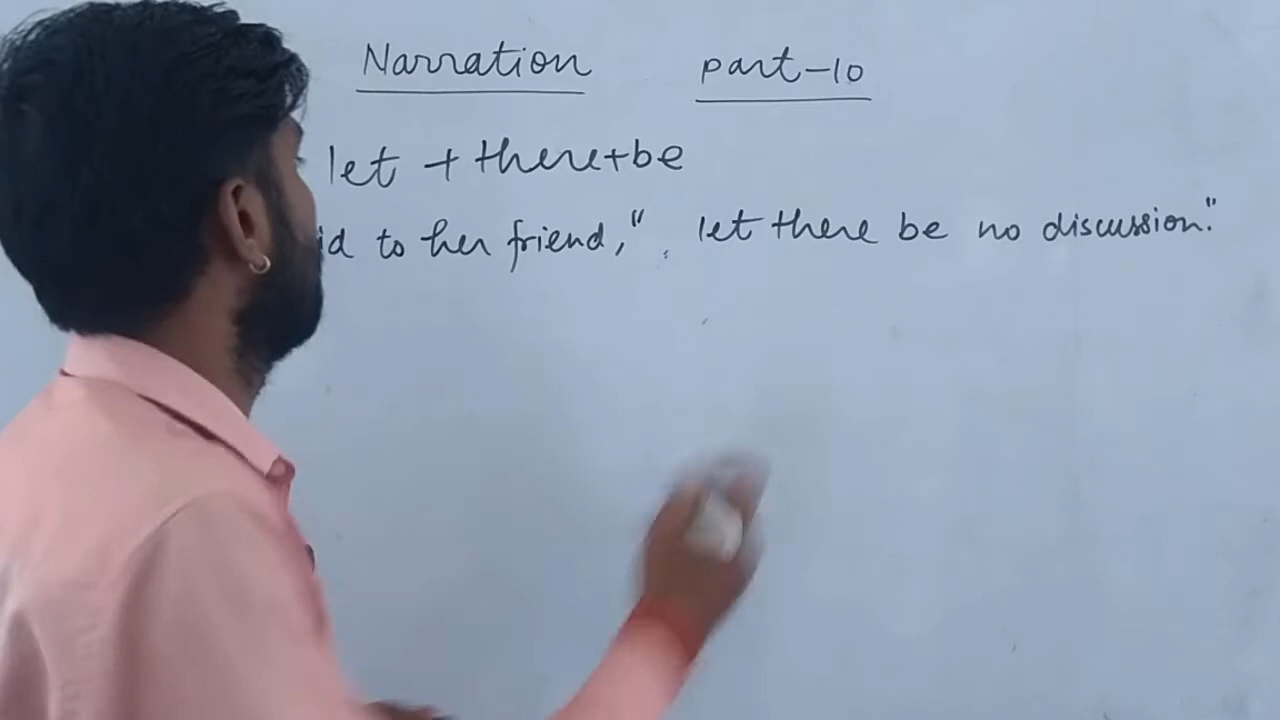 Narration part-10
let + there+be
id to her friend," let there be no discussion."